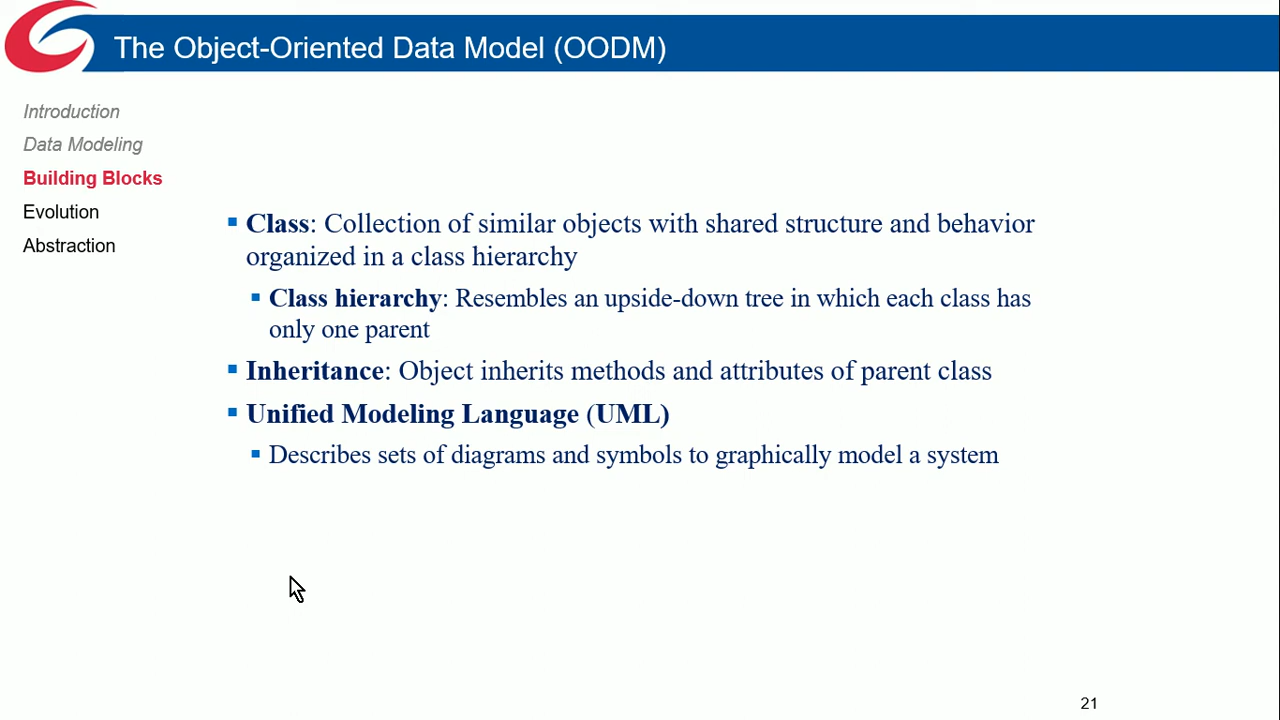 The Object-Oriented Data Model (OODM)
Introduction
Data Modeling
Building Blocks
Evolution
Abstraction
Class: Collection of similar objects with shared structure and behavior
organized in a class hierarchy
Class hierarchy: Resembles an upside-down tree in which each class has
only one parent
Inheritance: Object inherits methods and attributes of parent class
Unified Modeling Language (UML)
Describes sets of diagrams and symbols to graphically model a system
21